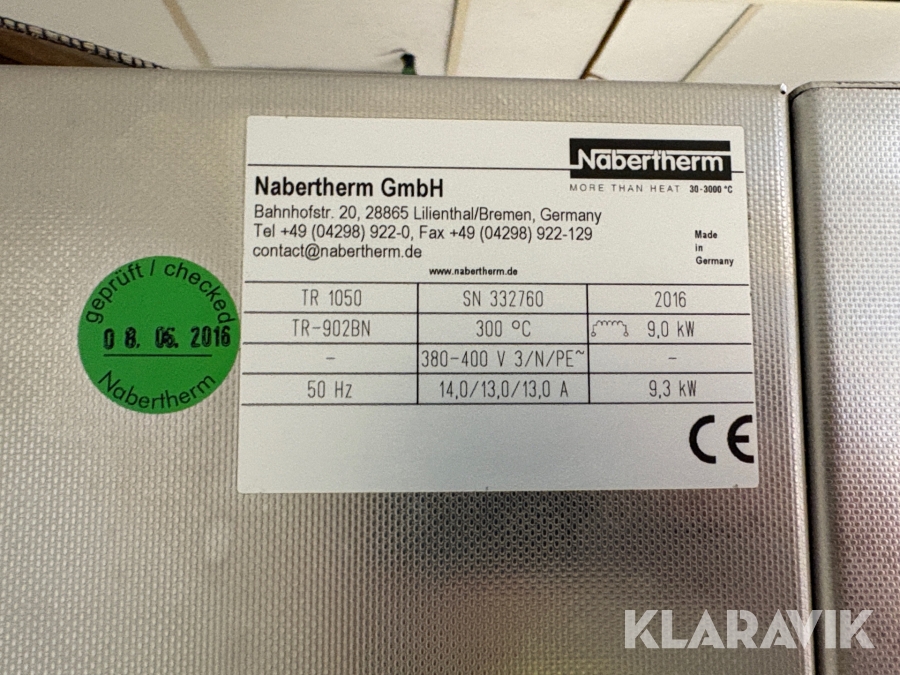 Nabertherm
MORE THAN HEAT 30-3000 °C
Nabertherm GmbH
Bahnhofstr. 20, 28865 Lilienthal/Bremen, Germany
Tel +49 (04298) 922-0, Fax +49 (04298) 922-129
contact@nabertherm.de
Made
in
Germany
www.nabertherm.de
TR 1050 SN 332760 2016
TR-902BN 300 °C 9,0 kW
- 380-400 V 3/N/PE~ -
50 Hz 14,0/13,0/13,0 A 9,3 kW
CE
geprüft / checked
08. 06. 2016
Nabertherm
KLARAVIK